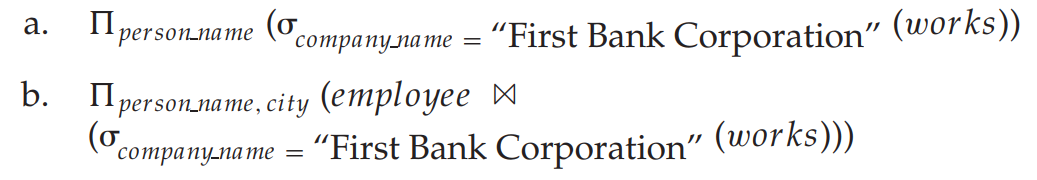 a. Π person_name (σ company_name = “First Bank Corporation” (works))
b. Π person_name, city (employee ⋈
(σ company_name = “First Bank Corporation” (works)))